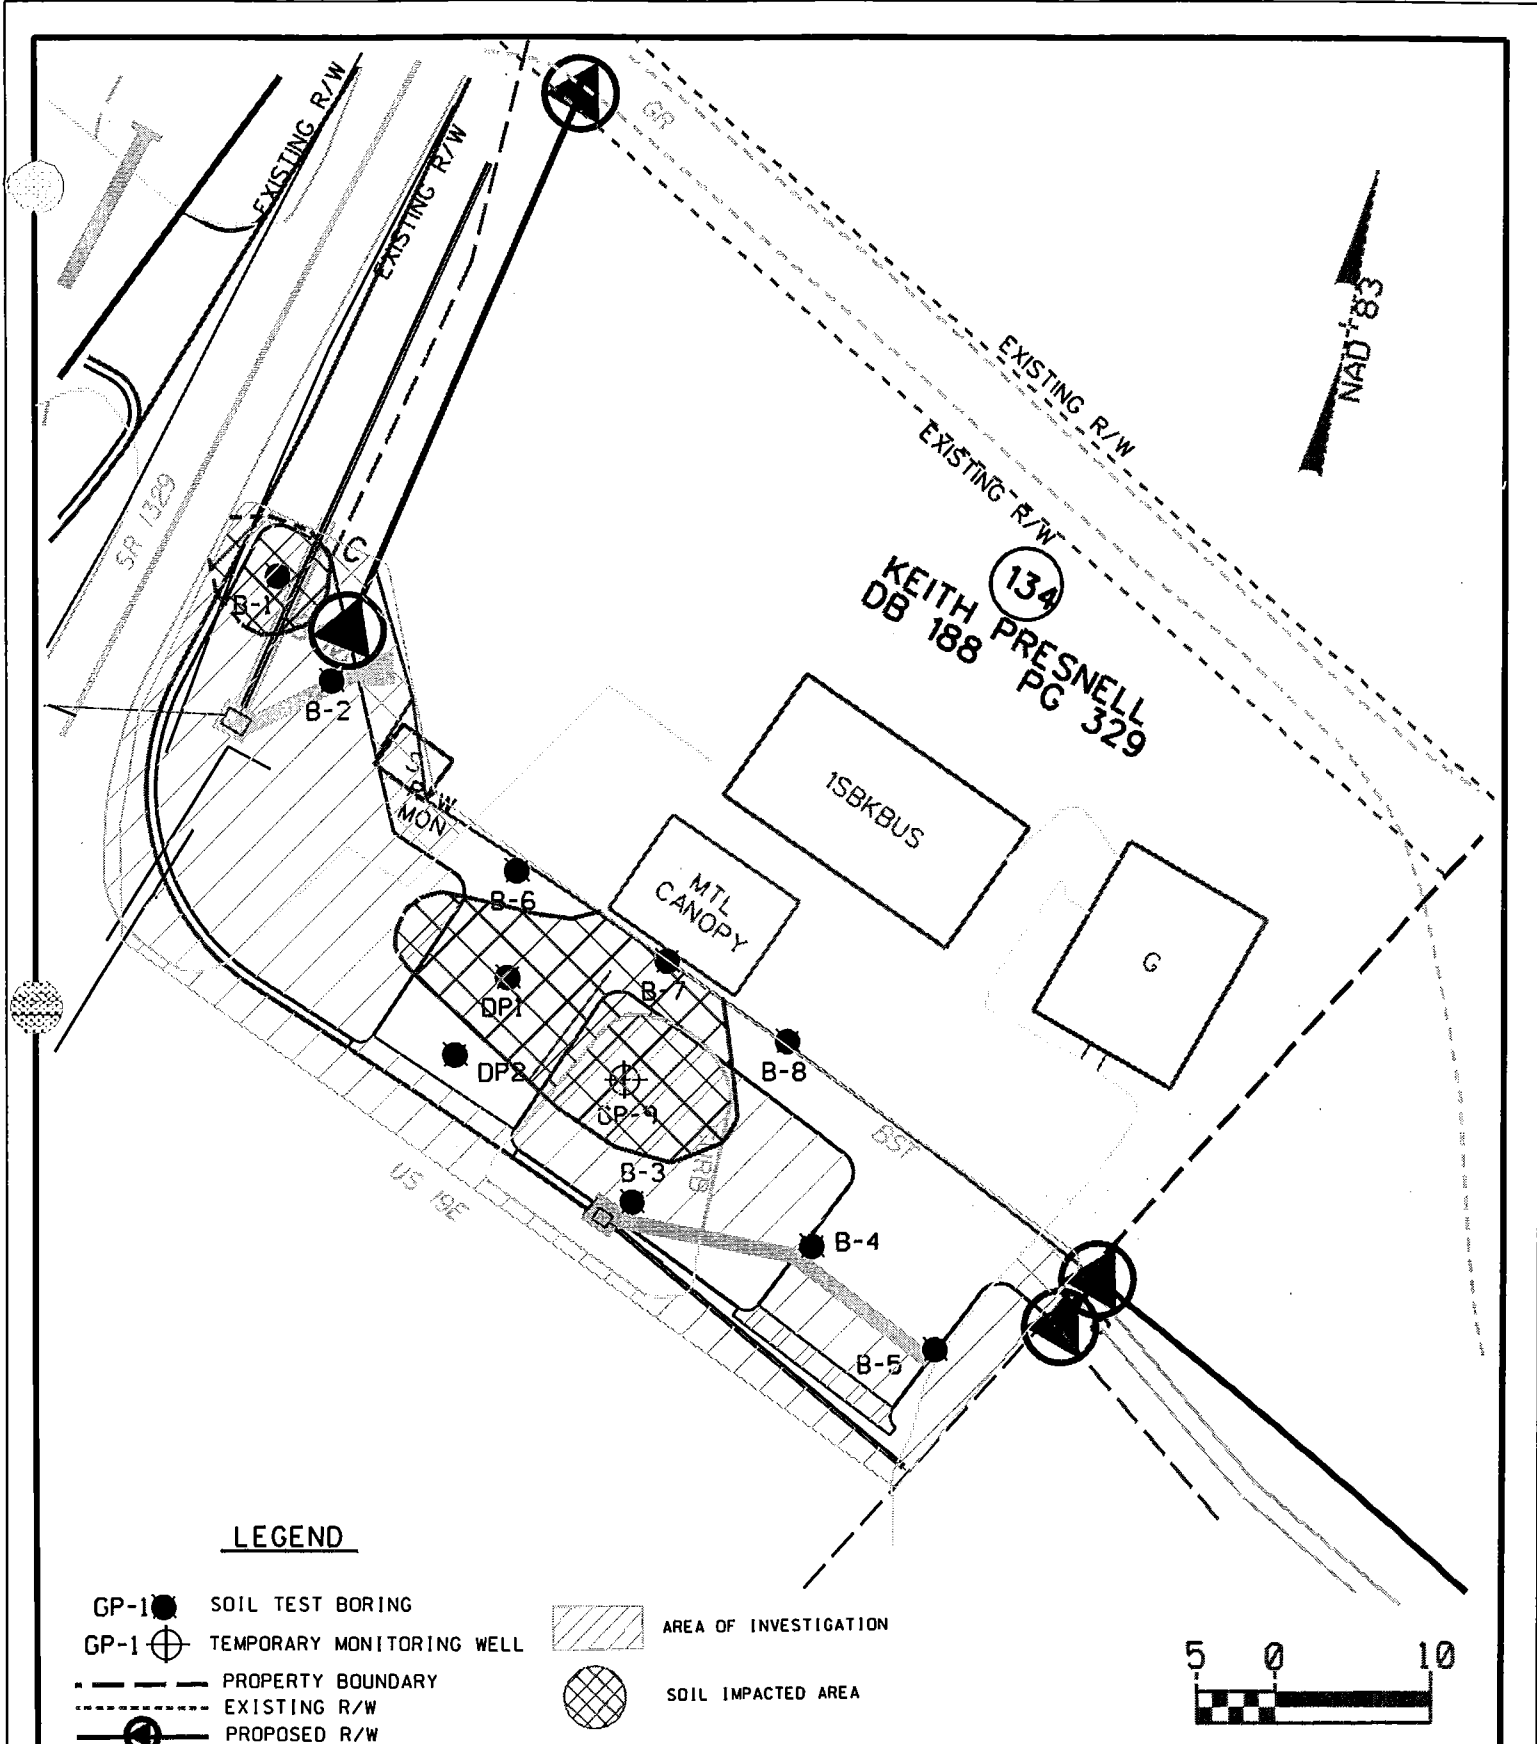 EXISTING R/W
EXISTING R/W
GR
NAD 83
EXISTING R/W
EXISTING R/W
SR 1329
134
KEITH PRESNELL
DB 188 PG 329
C
B-1
B-2
S
R/W
MON
1SBKBUS
MTL
CANOPY
G
B-6
B-7
DP1
DP2
B-8
GP-9
BST
B-3
US 19E
B-4
B-5
LEGEND
GP-1 SOIL TEST BORING
GP-1 TEMPORARY MONITORING WELL
PROPERTY BOUNDARY
EXISTING R/W
PROPOSED R/W
AREA OF INVESTIGATION
SOIL IMPACTED AREA
5 0 10